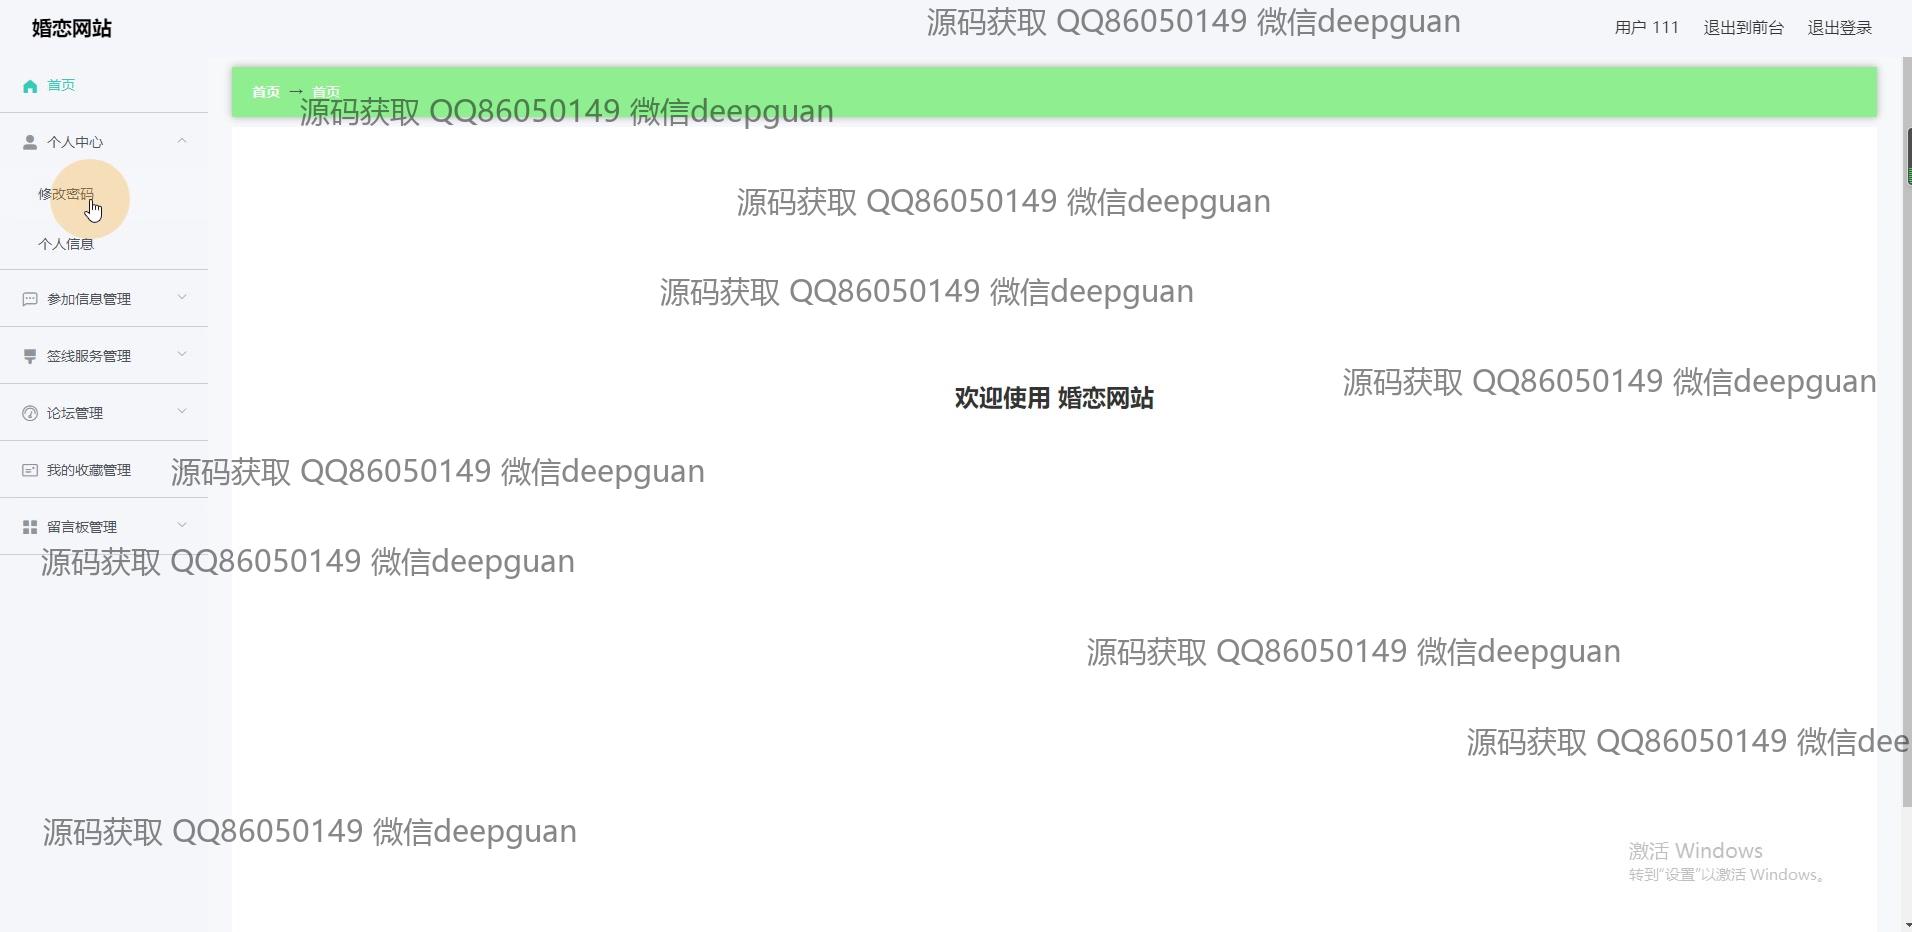 婚恋网站
源码获取 QQ86050149 微信deepguan
用户 111 退出到前台 退出登录
首页
首页 → 首页
源码获取 QQ86050149 微信deepguan
个人中心
修改密码
源码获取 QQ86050149 微信deepguan
个人信息
源码获取 QQ86050149 微信deepguan
参加信息管理
签线服务管理
源码获取 QQ86050149 微信deepguan
欢迎使用 婚恋网站
论坛管理
我的收藏管理
源码获取 QQ86050149 微信deepguan
留言板管理
源码获取 QQ86050149 微信deepguan
源码获取 QQ86050149 微信deepguan
源码获取 QQ86050149 微信dee
源码获取 QQ86050149 微信deepguan
激活 Windows
转到“设置”以激活 Windows。